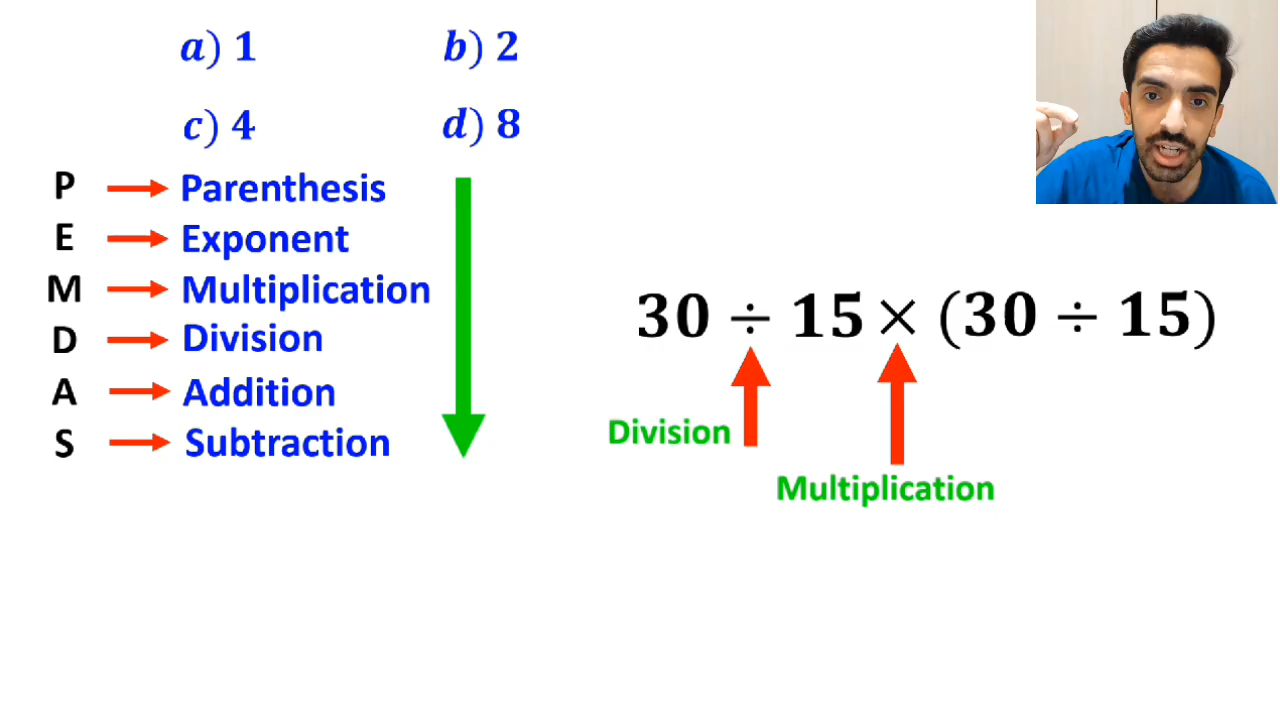 a) 1 b) 2
c) 4 d) 8
P Parenthesis
E Exponent
M Multiplication
D Division
A Addition
S Subtraction
30 ÷ 15 × (30 ÷ 15)
Division
Multiplication